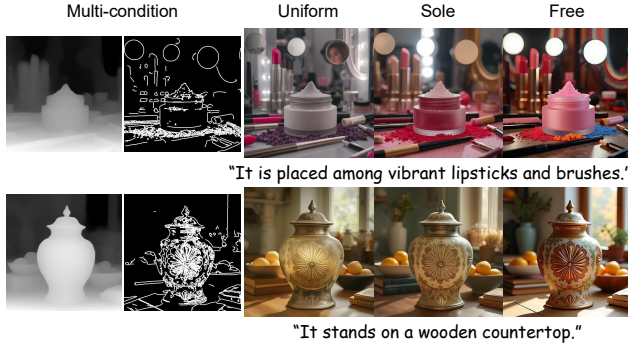 Multi-condition Uniform Sole Free
“It is placed among vibrant lipsticks and brushes.”
“It stands on a wooden countertop.”